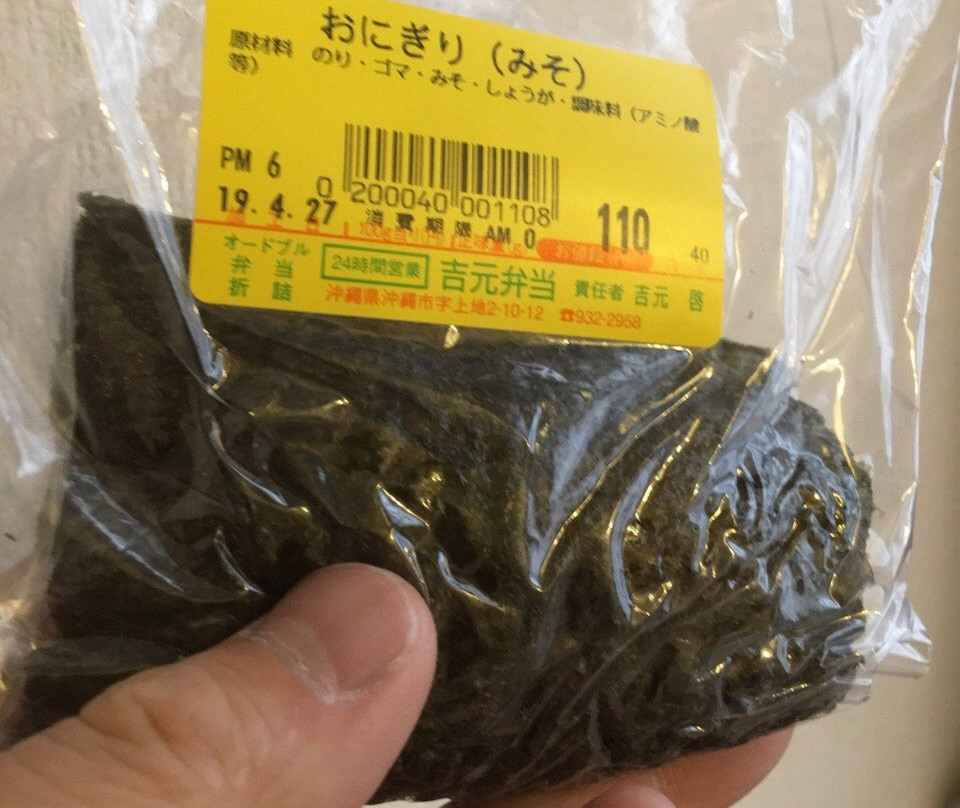 おにぎり（みそ）
原材料 のり・ゴマ・みそ・しょうが・調味料（アミノ酸
等）
PM 6
0 200040 001108
19.4.27 消費期限 AM 0 110 40
オードブル
弁当
折詰
24時間営業 吉元弁当 責任者 吉元 啓
沖縄県沖縄市字上地2-10-12 ☎932-2958